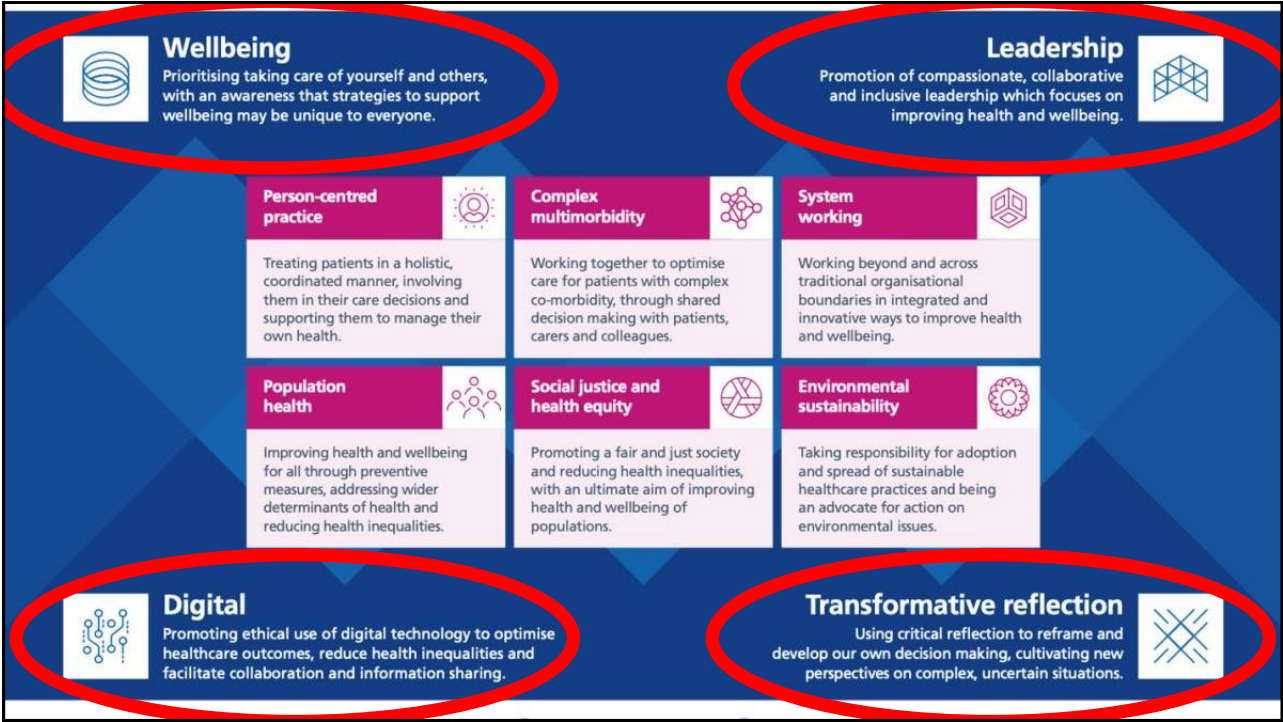 Wellbeing
Prioritising taking care of yourself and others,
with an awareness that strategies to support
wellbeing may be unique to everyone.
Leadership
Promotion of compassionate, collaborative
and inclusive leadership which focuses on
improving health and wellbeing.
Person-centred
practice
Treating patients in a holistic,
coordinated manner, involving
them in their care decisions and
supporting them to manage their
own health.
Complex
multimorbidity
Working together to optimise
care for patients with complex
co-morbidity, through shared
decision making with patients,
carers and colleagues.
System
working
Working beyond and across
traditional organisational
boundaries in integrated and
innovative ways to improve health
and wellbeing.
Population
health
Improving health and wellbeing
for all through preventive
measures, addressing wider
determinants of health and
reducing health inequalities.
Social justice and
health equity
Promoting a fair and just society
and reducing health inequalities,
with an ultimate aim of improving
health and wellbeing of
populations.
Environmental
sustainability
Taking responsibility for adoption
and spread of sustainable
healthcare practices and being
an advocate for action on
environmental issues.
Digital
Promoting ethical use of digital technology to optimise
healthcare outcomes, reduce health inequalities and
facilitate collaboration and information sharing.
Transformative reflection
Using critical reflection to reframe and
develop our own decision making, cultivating new
perspectives on complex, uncertain situations.